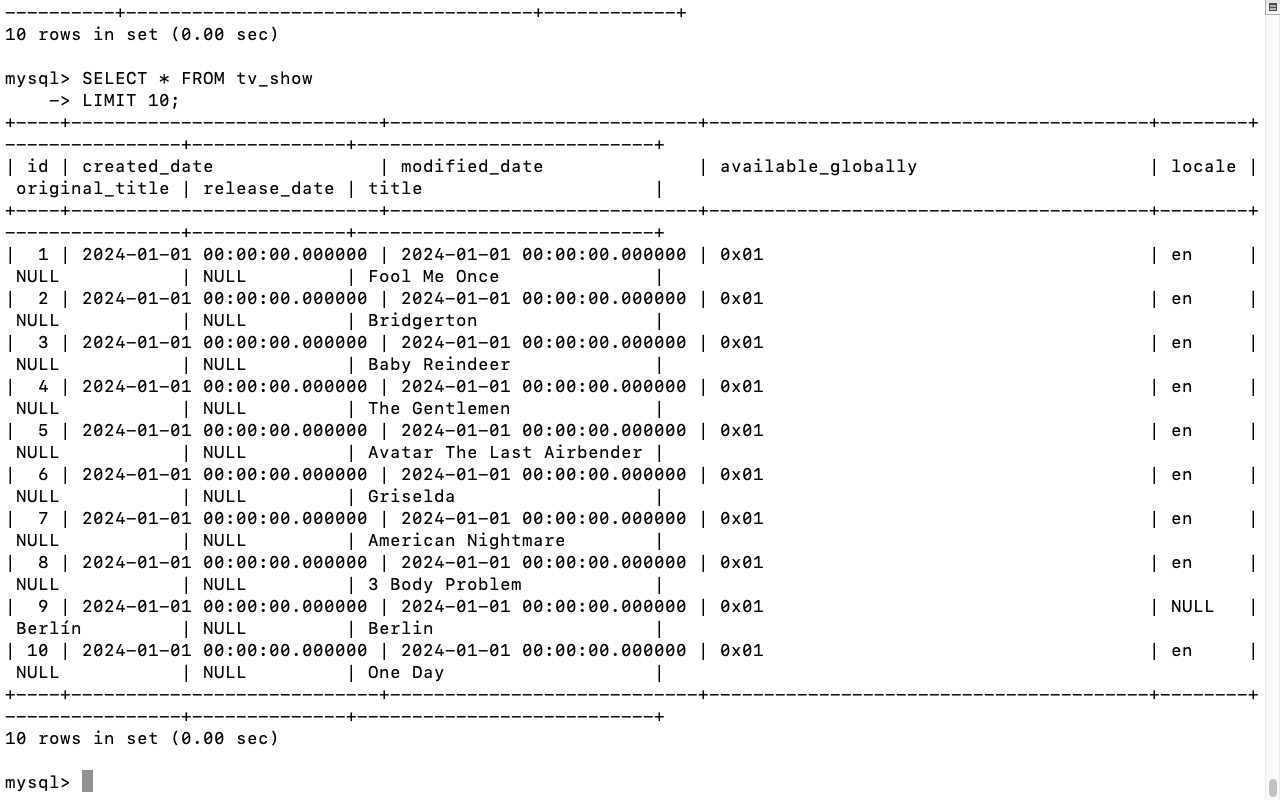 ----------+--------------------------------------+------------+
10 rows in set (0.00 sec)

mysql> SELECT * FROM tv_show
    -> LIMIT 10;
+----+----------------------------+----------------------------+----------------------------------------+--------+
----------------+--------------+---------------------------+
| id | created_date               | modified_date              | available_globally                     | locale |
 original_title | release_date | title                     |
+----+----------------------------+----------------------------+----------------------------------------+--------+
----------------+--------------+---------------------------+
|  1 | 2024-01-01 00:00:00.000000 | 2024-01-01 00:00:00.000000 | 0x01                                   | en     |
 NULL           | NULL         | Fool Me Once              |
|  2 | 2024-01-01 00:00:00.000000 | 2024-01-01 00:00:00.000000 | 0x01                                   | en     |
 NULL           | NULL         | Bridgerton                |
|  3 | 2024-01-01 00:00:00.000000 | 2024-01-01 00:00:00.000000 | 0x01                                   | en     |
 NULL           | NULL         | Baby Reindeer             |
|  4 | 2024-01-01 00:00:00.000000 | 2024-01-01 00:00:00.000000 | 0x01                                   | en     |
 NULL           | NULL         | The Gentlemen             |
|  5 | 2024-01-01 00:00:00.000000 | 2024-01-01 00:00:00.000000 | 0x01                                   | en     |
 NULL           | NULL         | Avatar The Last Airbender |
|  6 | 2024-01-01 00:00:00.000000 | 2024-01-01 00:00:00.000000 | 0x01                                   | en     |
 NULL           | NULL         | Griselda                  |
|  7 | 2024-01-01 00:00:00.000000 | 2024-01-01 00:00:00.000000 | 0x01                                   | en     |
 NULL           | NULL         | American Nightmare        |
|  8 | 2024-01-01 00:00:00.000000 | 2024-01-01 00:00:00.000000 | 0x01                                   | en     |
 NULL           | NULL         | 3 Body Problem            |
|  9 | 2024-01-01 00:00:00.000000 | 2024-01-01 00:00:00.000000 | 0x01                                   | NULL   |
 Berlín         | NULL         | Berlin                    |
| 10 | 2024-01-01 00:00:00.000000 | 2024-01-01 00:00:00.000000 | 0x01                                   | en     |
 NULL           | NULL         | One Day                   |
+----+----------------------------+----------------------------+----------------------------------------+--------+
----------------+--------------+---------------------------+
10 rows in set (0.00 sec)

mysql>